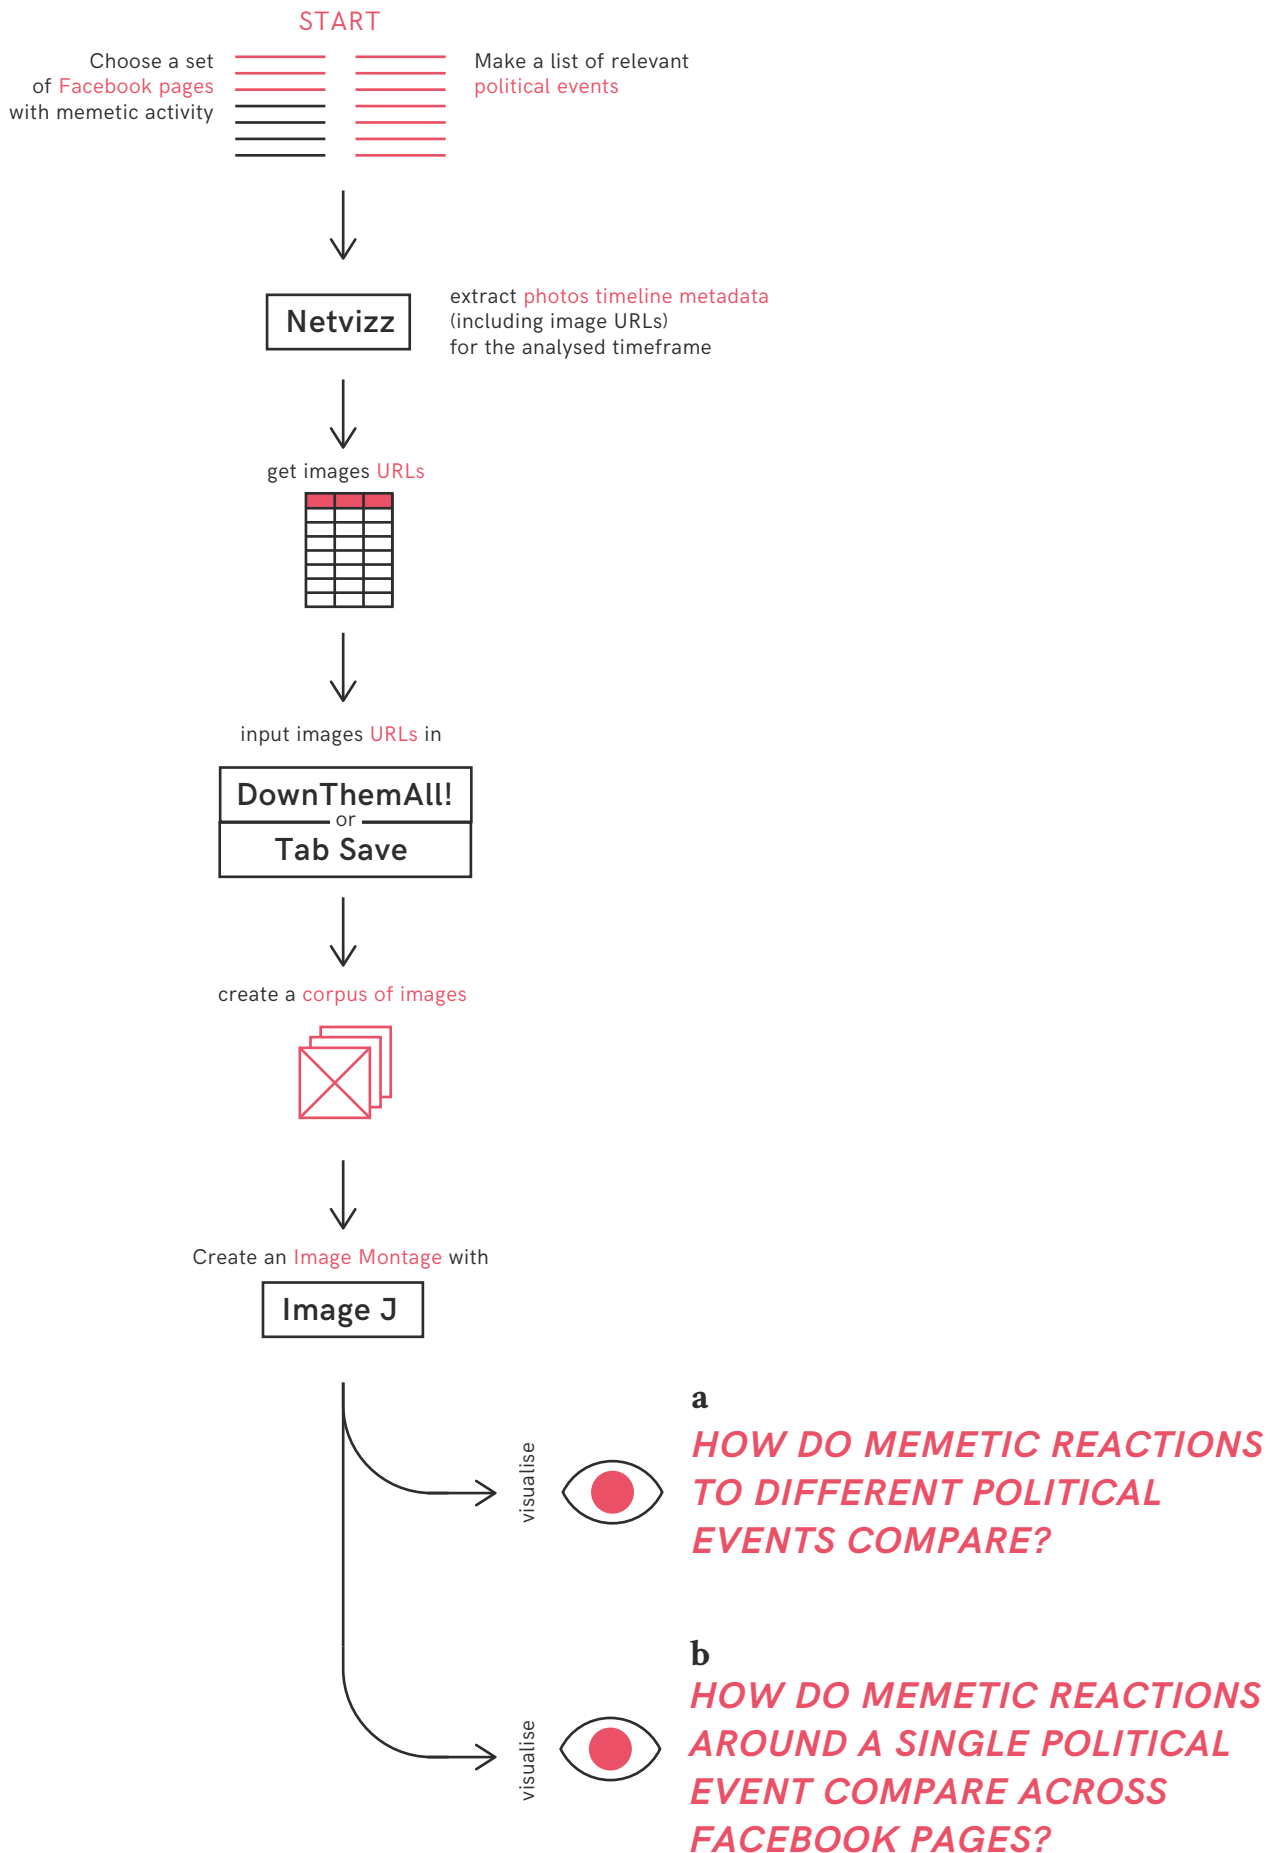 START
Choose a set
of Facebook pages
with memetic activity
Make a list of relevant
political events
Netvizz
extract photos timeline metadata
(including image URLs)
for the analysed timeframe
get images URLs
input images URLs in
DownThemAll!
or
Tab Save
create a corpus of images
Create an Image Montage with
Image J
visualise
a
HOW DO MEMETIC REACTIONS
TO DIFFERENT POLITICAL
EVENTS COMPARE?
visualise
b
HOW DO MEMETIC REACTIONS
AROUND A SINGLE POLITICAL
EVENT COMPARE ACROSS
FACEBOOK PAGES?